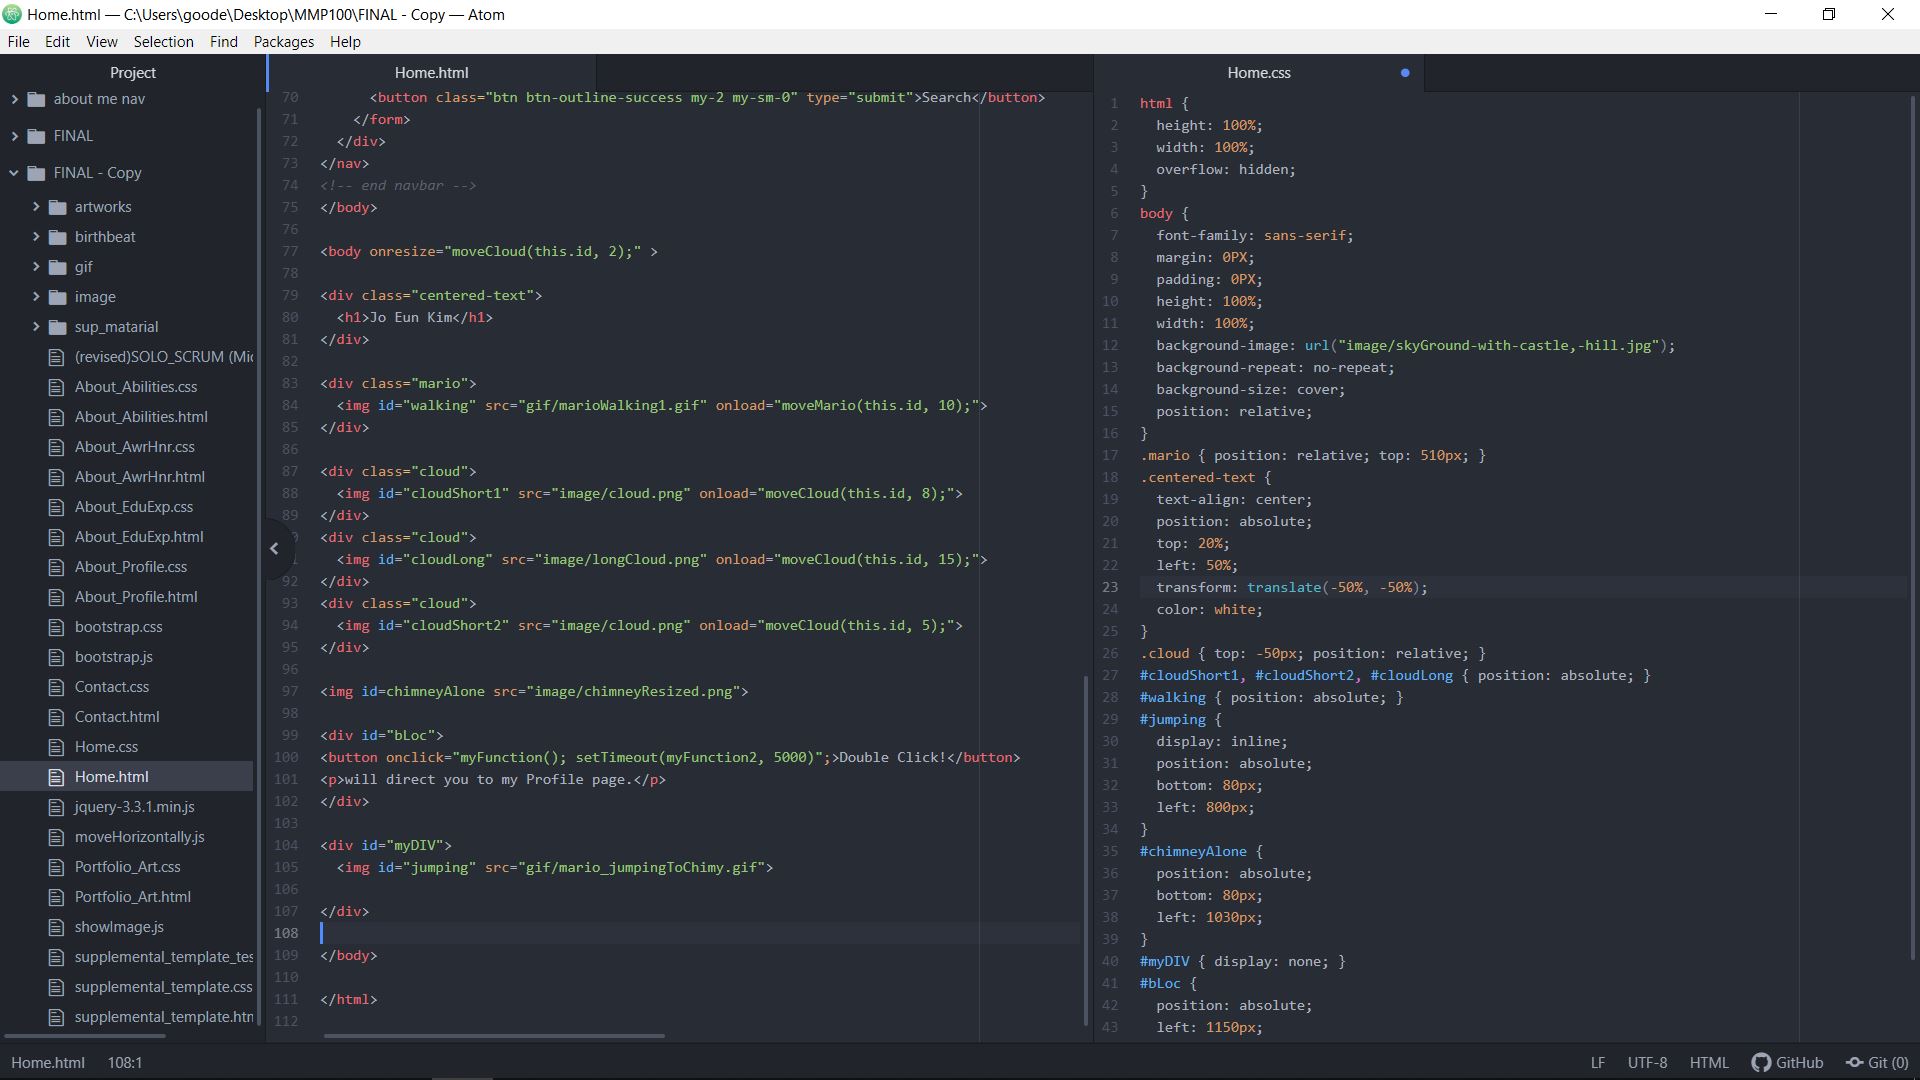 Home.html — C:\Users\goode\Desktop\MMP100\FINAL - Copy — Atom
File Edit View Selection Find Packages Help
Project
about me nav
FINAL
FINAL - Copy
artworks
birthbeat
gif
image
sup_matarial
(revised)SOLO_SCRUM (Mic
About_Abilities.css
About_Abilities.html
About_AwrHnr.css
About_AwrHnr.html
About_EduExp.css
About_EduExp.html
About_Profile.css
About_Profile.html
bootstrap.css
bootstrap.js
Contact.css
Contact.html
Home.css
Home.html
jquery-3.3.1.min.js
moveHorizontally.js
Portfolio_Art.css
Portfolio_Art.html
showImage.js
supplemental_template_tes
supplemental_template.css
supplemental_template.htm
Home.html
70 <button class="btn btn-outline-success my-2 my-sm-0" type="submit">Search</button>
71 </form>
72 </div>
73 </nav>
74 <!-- end navbar -->
75 </body>
76
77 <body onresize="moveCloud(this.id, 2);" >
78
79 <div class="centered-text">
80 <h1>Jo Eun Kim</h1>
81 </div>
82
83 <div class="mario">
84 <img id="walking" src="gif/marioWalking1.gif" onload="moveMario(this.id, 10);">
85 </div>
86
87 <div class="cloud">
88 <img id="cloudShort1" src="image/cloud.png" onload="moveCloud(this.id, 8);">
89 </div>
<div class="cloud">
<img id="cloudLong" src="image/longCloud.png" onload="moveCloud(this.id, 15);">
92 </div>
93 <div class="cloud">
94 <img id="cloudShort2" src="image/cloud.png" onload="moveCloud(this.id, 5);">
95 </div>
96
97 <img id=chimneyAlone src="image/chimneyResized.png">
98
99 <div id="bLoc">
100 <button onclick="myFunction(); setTimeout(myFunction2, 5000)";>Double Click!</button>
101 <p>will direct you to my Profile page.</p>
102 </div>
103
104 <div id="myDIV">
105 <img id="jumping" src="gif/mario_jumpingToChimy.gif">
106
107 </div>
108
109 </body>
110
111 </html>
112
Home.css
1 html {
2 height: 100%;
3 width: 100%;
4 overflow: hidden;
5 }
6 body {
7 font-family: sans-serif;
8 margin: 0PX;
9 padding: 0PX;
10 height: 100%;
11 width: 100%;
12 background-image: url("image/skyGround-with-castle,-hill.jpg");
13 background-repeat: no-repeat;
14 background-size: cover;
15 position: relative;
16 }
17 .mario { position: relative; top: 510px; }
18 .centered-text {
19 text-align: center;
20 position: absolute;
21 top: 20%;
22 left: 50%;
23 transform: translate(-50%, -50%);
24 color: white;
25 }
26 .cloud { top: -50px; position: relative; }
27 #cloudShort1, #cloudShort2, #cloudLong { position: absolute; }
28 #walking { position: absolute; }
29 #jumping {
30 display: inline;
31 position: absolute;
32 bottom: 80px;
33 left: 800px;
34 }
35 #chimneyAlone {
36 position: absolute;
37 bottom: 80px;
38 left: 1030px;
39 }
40 #myDIV { display: none; }
41 #bLoc {
42 position: absolute;
43 left: 1150px;
Home.html 108:1 LF UTF-8 HTML GitHub Git (0)